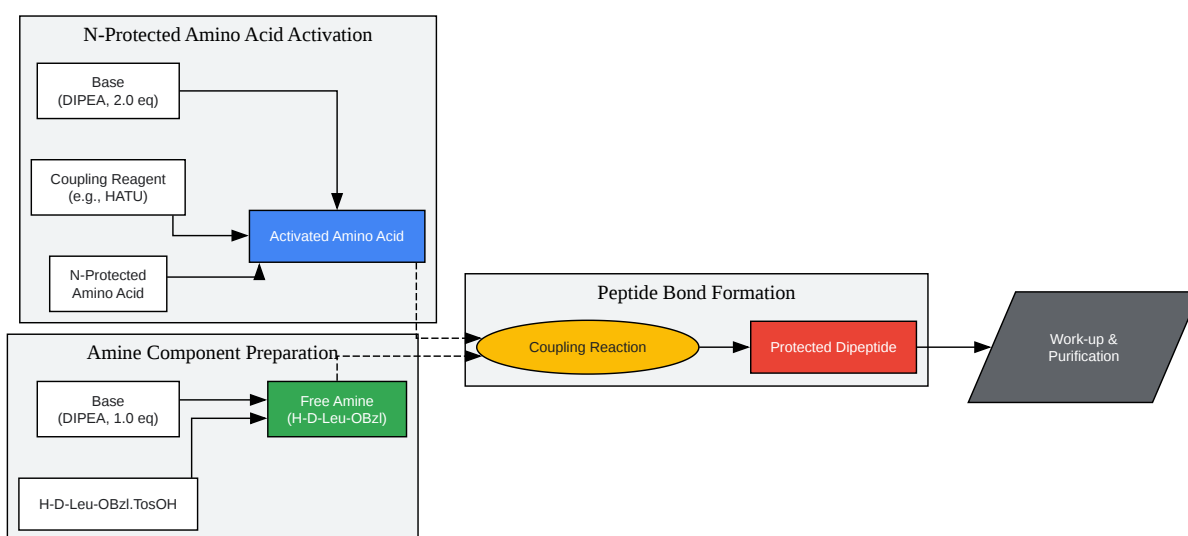 N-Protected Amino Acid Activation
Base
(DIPEA, 2.0 eq)
Coupling Reagent
(e.g., HATU)
Activated Amino Acid
N-Protected
Amino Acid
Peptide Bond Formation
Coupling Reaction
Protected Dipeptide
Work-up &
Purification
Amine Component Preparation
Base
(DIPEA, 1.0 eq)
Free Amine
(H-D-Leu-OBzl)
H-D-Leu-OBzl.TosOH